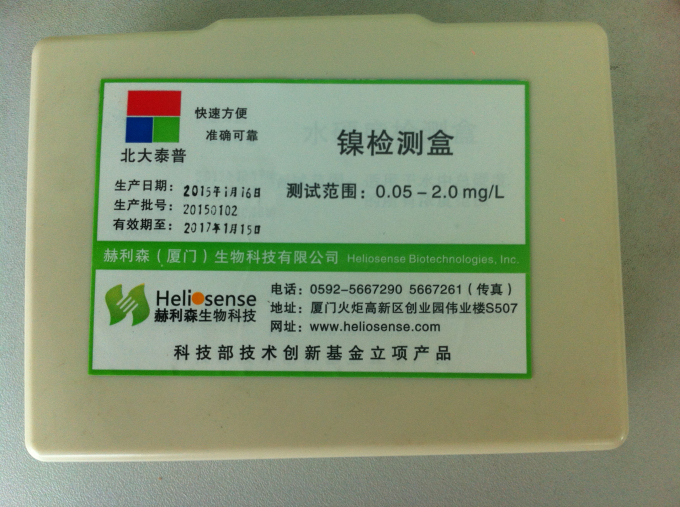 快速方便
准确可靠
北大泰普
镍检测盒
生产日期：2015年1月16日
生产批号：20150102
有效期至：2017年1月15日
测试范围：0.05－2.0 mg/L
赫利森（厦门）生物科技有限公司 Heliosense Biotechnologies, Inc.
Heliosense
赫利森生物科技
电话：0592-5667290 5667261（传真）
地址：厦门火炬高新区创业园伟业楼S507
网址：www.heliosense.com
科技部技术创新基金立项产品